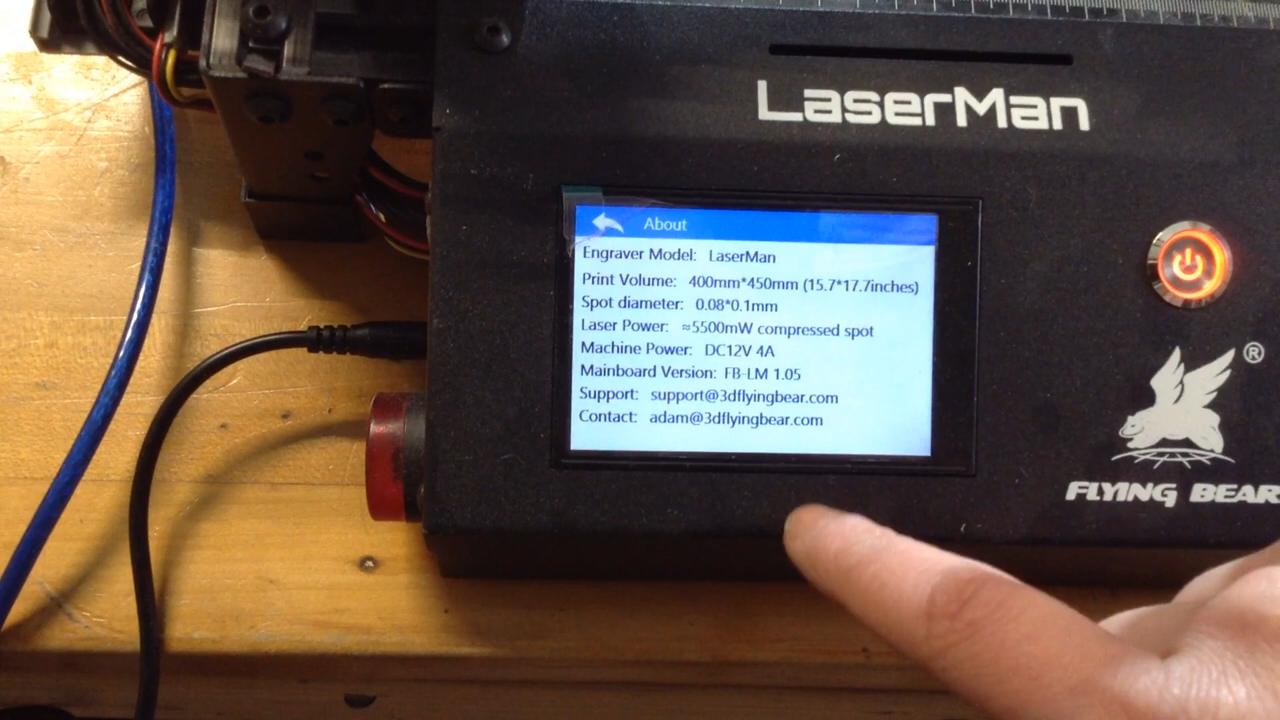 LaserMan
About
Engraver Model: LaserMan
Print Volume: 400mm*450mm (15.7*17.7inches)
Spot diameter: 0.08*0.1mm
Laser Power: ≈5500mW compressed spot
Machine Power: DC12V 4A
Mainboard Version: FB-LM 1.05
Support: support@3dflyingbear.com
Contact: adam@3dflyingbear.com
®
FLYING BEAR